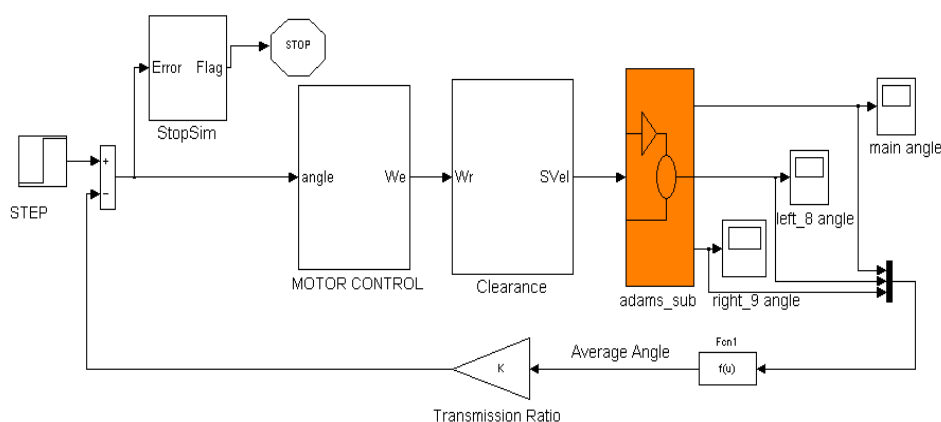 STOP
Error Flag
StopSim
+
−
STEP
angle We
MOTOR CONTROL
Wr SVel
Clearance
adams_sub
main angle
left_8 angle
right_9 angle
Fcn1
f(u)
Average Angle
K
Transmission Ratio